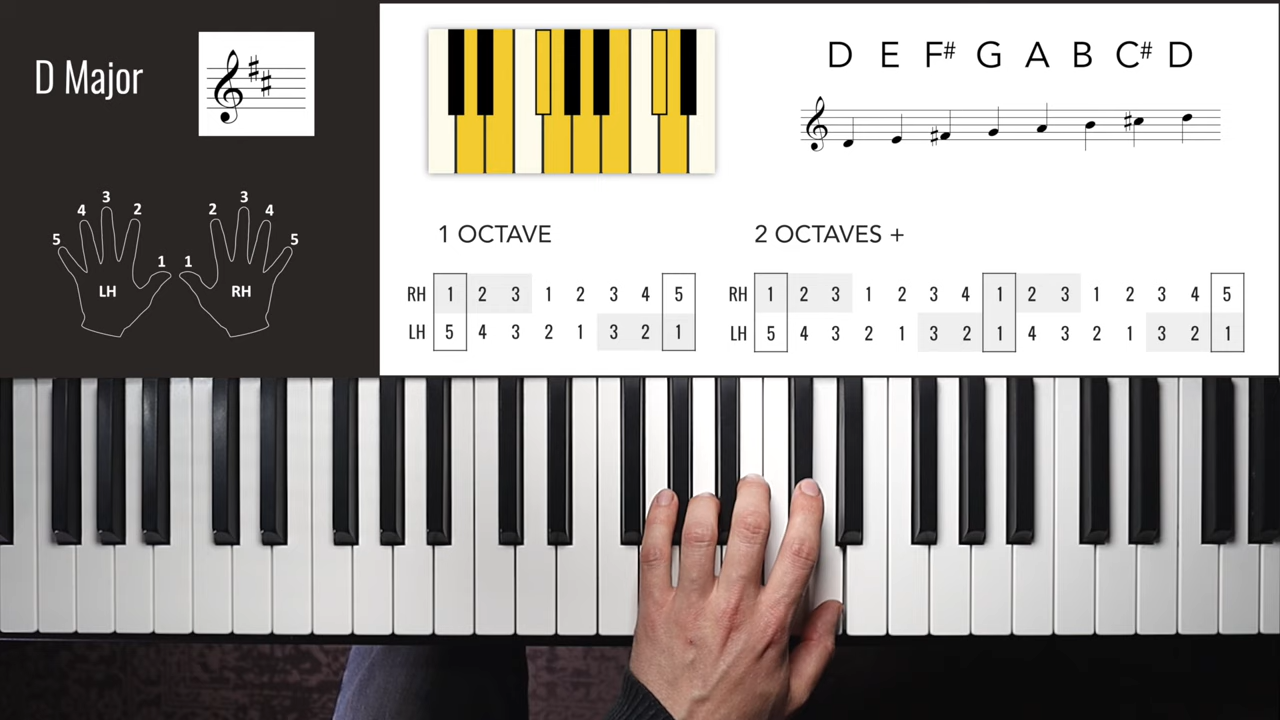 D Major
D E F# G A B C# D
3 3
4 2 2 4
5 5
1 1
LH RH
1 OCTAVE
RH 1 2 3 1 2 3 4 5
LH 5 4 3 2 1 3 2 1
2 OCTAVES +
RH 1 2 3 1 2 3 4 1 2 3 1 2 3 4 5
LH 5 4 3 2 1 3 2 1 4 3 2 1 3 2 1